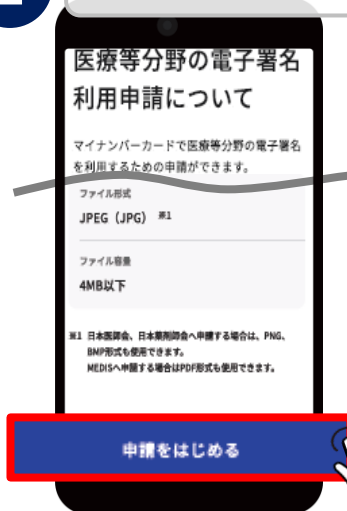 医療等分野の電子署名
利用申請について
マイナンバーカードで医療等分野の電子署名
を利用するための申請ができます。
ファイル形式
JPEG（JPG） ※1
ファイル容量
4MB以下
※1 日本医師会、日本薬剤師会へ申請する場合は、PNG、
BMP形式も使用できます。
MEDISへ申請する場合はPDF形式も使用できます。
申請をはじめる